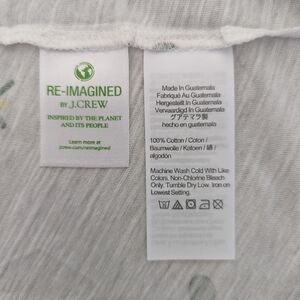 RE-IMAGINED
BY J.CREW
INSPIRED BY THE PLANET
AND ITS PEOPLE
Learn more at
jcrew.com/reimagined
Made In Guatemala
Fabriqué Au Guatemala
Hergestellt In Guatemala
Vervaardigd In Guatemala
グアテマラ製
hecho en Guatemala
100% Cotton / Coton /
Baumwolle / Katoen / 綿 /
algodón
Machine Wash Cold With Like
Colors. Non-Chlorine Bleach
Only. Tumble Dry Low. Iron on
Lowest Setting.